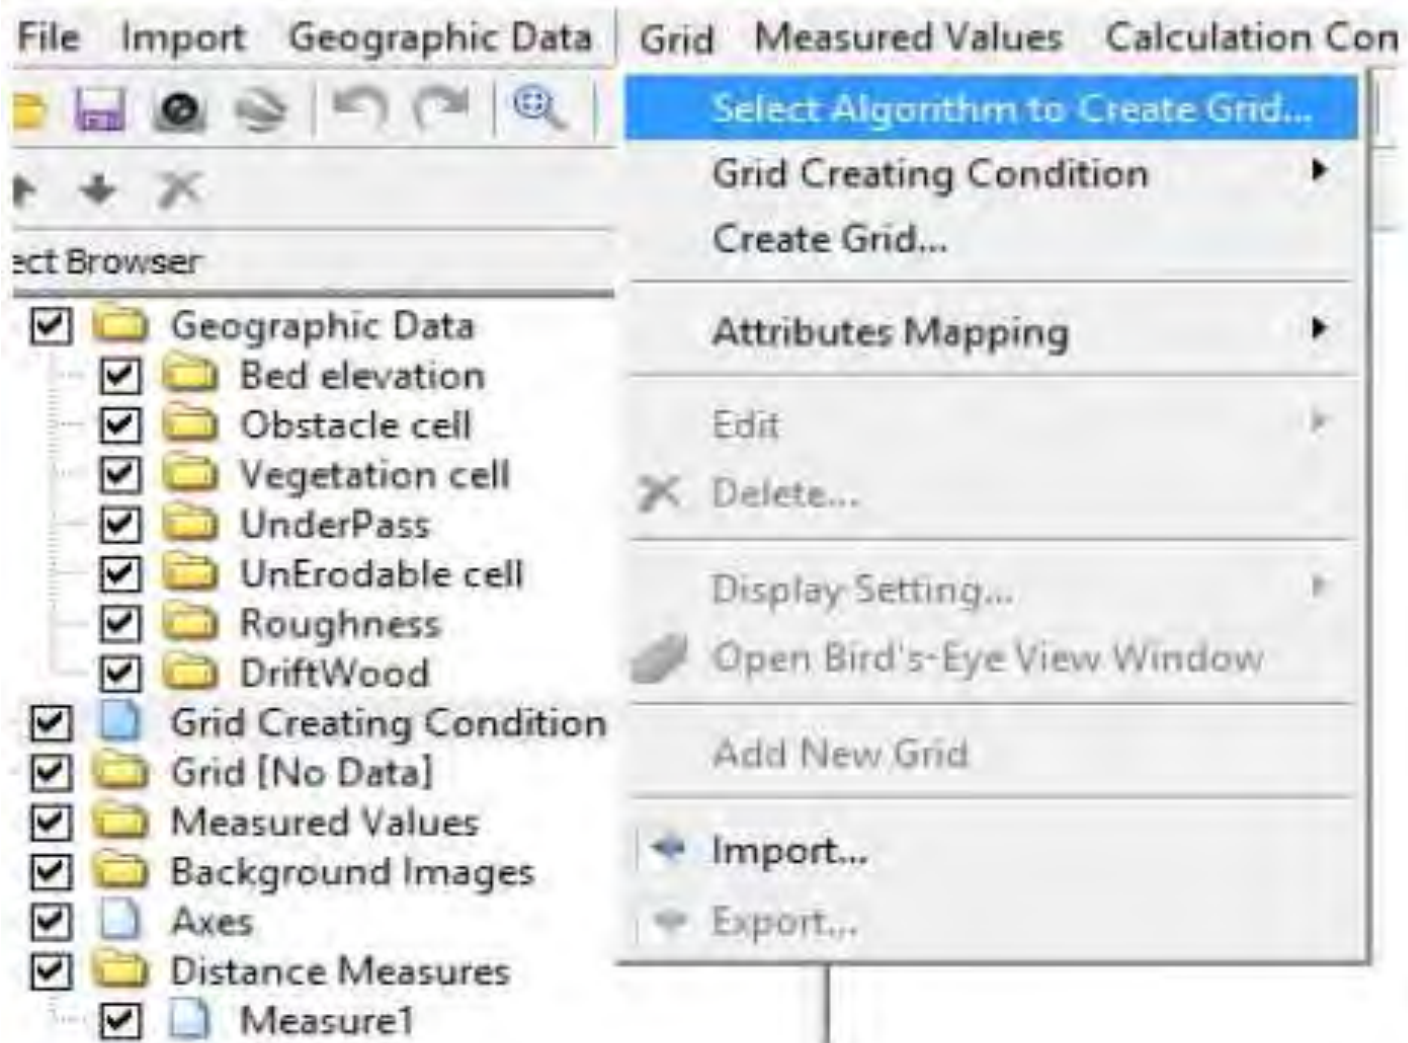 File Import Geographic Data Grid Measured Values Calculation Con
Select Algorithm to Create Grid...
Grid Creating Condition
Create Grid...
Attributes Mapping
Edit
Delete...
Display Setting...
Open Bird's-Eye View Window
Add New Grid
Import...
Export...
ect Browser
Geographic Data
Bed elevation
Obstacle cell
Vegetation cell
UnderPass
UnErodable cell
Roughness
DriftWood
Grid Creating Condition
Grid [No Data]
Measured Values
Background Images
Axes
Distance Measures
Measure1